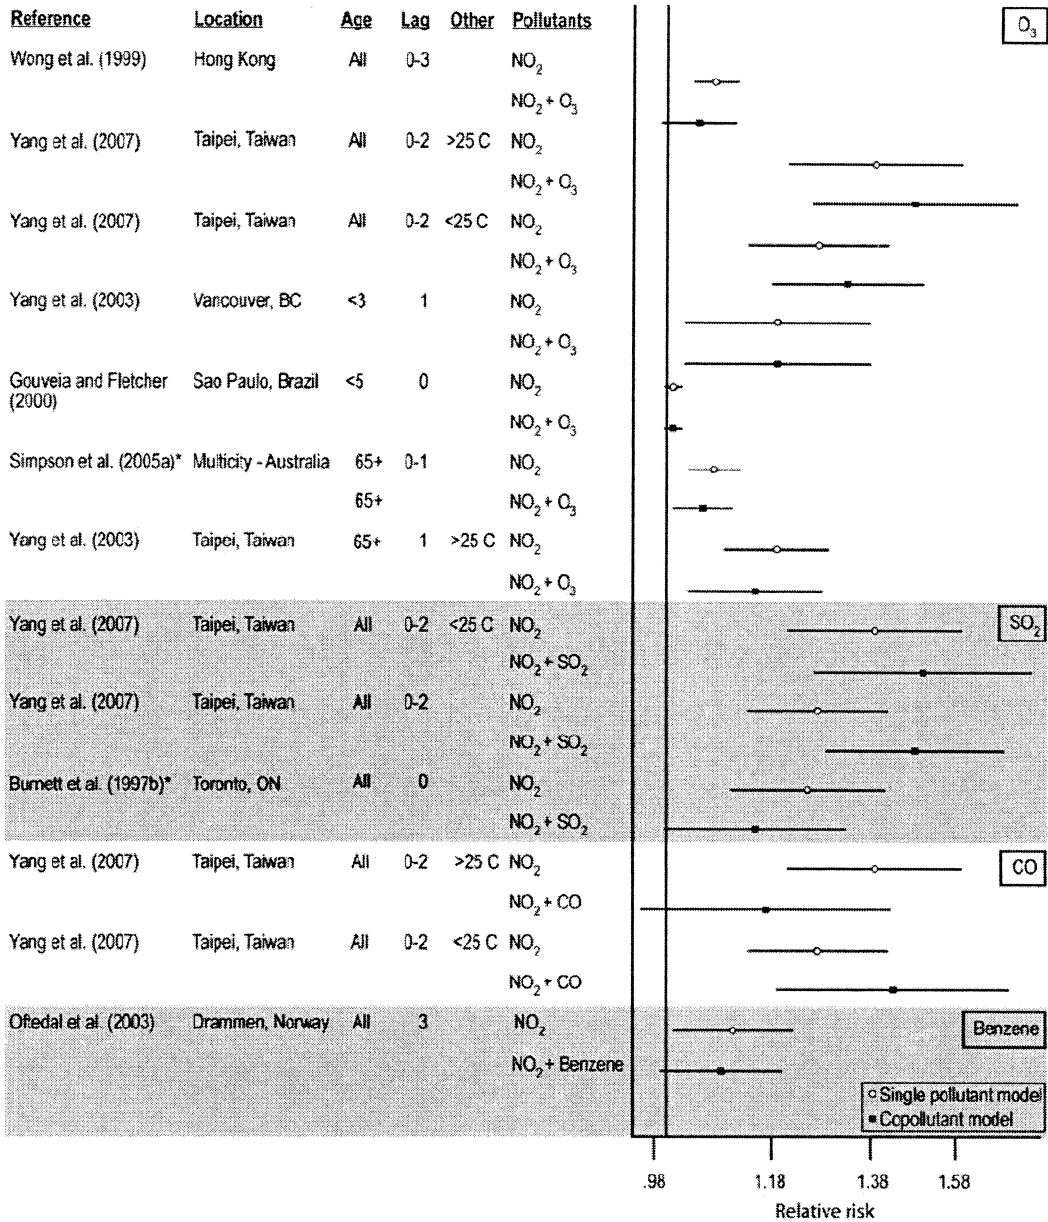 Reference Location Age Lag Other Pollutants
O3
Wong et al. (1999) Hong Kong All 0-3 NO2
NO2 + O3
Yang et al. (2007) Taipei, Taiwan All 0-2 >25 C NO2
NO2 + O3
Yang et al. (2007) Taipei, Taiwan All 0-2 <25 C NO2
NO2 + O3
Yang et al. (2003) Vancouver, BC <3 1 NO2
NO2 + O3
Gouveia and Fletcher Sao Paulo, Brazil <5 0 NO2
(2000)
NO2 + O3
Simpson et al. (2005a)* Multicity - Australia 65+ 0-1 NO2
65+ NO2 + O3
Yang et al. (2003) Taipei, Taiwan 65+ 1 >25 C NO2
NO2 + O3
Yang et al. (2007) Taipei, Taiwan All 0-2 <25 C NO2 SO2
NO2 + SO2
Yang et al. (2007) Taipei, Taiwan All 0-2 NO2
NO2 + SO2
Burnett et al. (1997b)* Toronto, ON All 0 NO2
NO2 + SO2
Yang et al. (2007) Taipei, Taiwan All 0-2 >25 C NO2 CO
NO2 + CO
Yang et al. (2007) Taipei, Taiwan All 0-2 <25 C NO2
NO2 + CO
Oftedal et al. (2003) Drammen, Norway All 3 NO2 Benzene
NO2 + Benzene
Single pollutant model
Copollutant model
.98 1.18 1.38 1.58
Relative risk